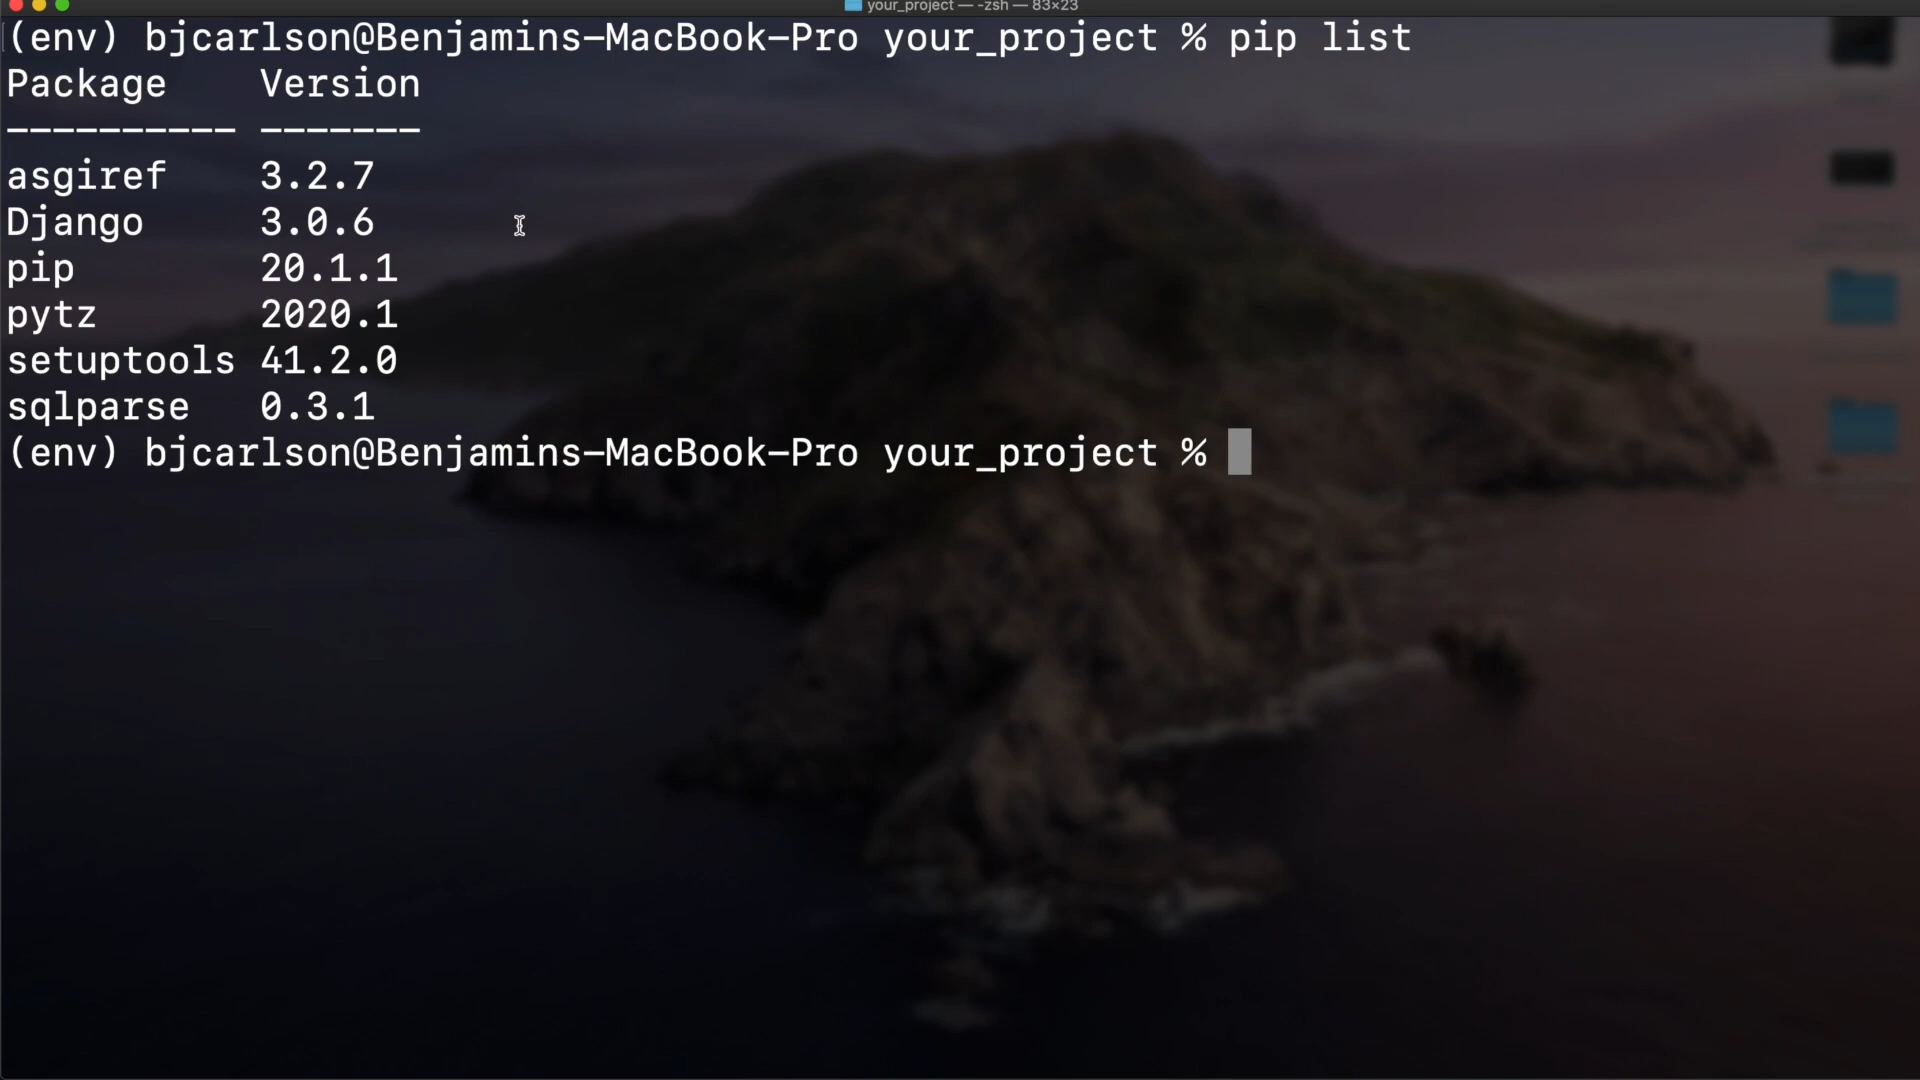 your_project — -zsh — 83×23
(env) bjcarlson@Benjamins-MacBook-Pro your_project % pip list
Package    Version
---------- -------
asgiref    3.2.7
Django     3.0.6
pip        20.1.1
pytz       2020.1
setuptools 41.2.0
sqlparse   0.3.1
(env) bjcarlson@Benjamins-MacBook-Pro your_project %